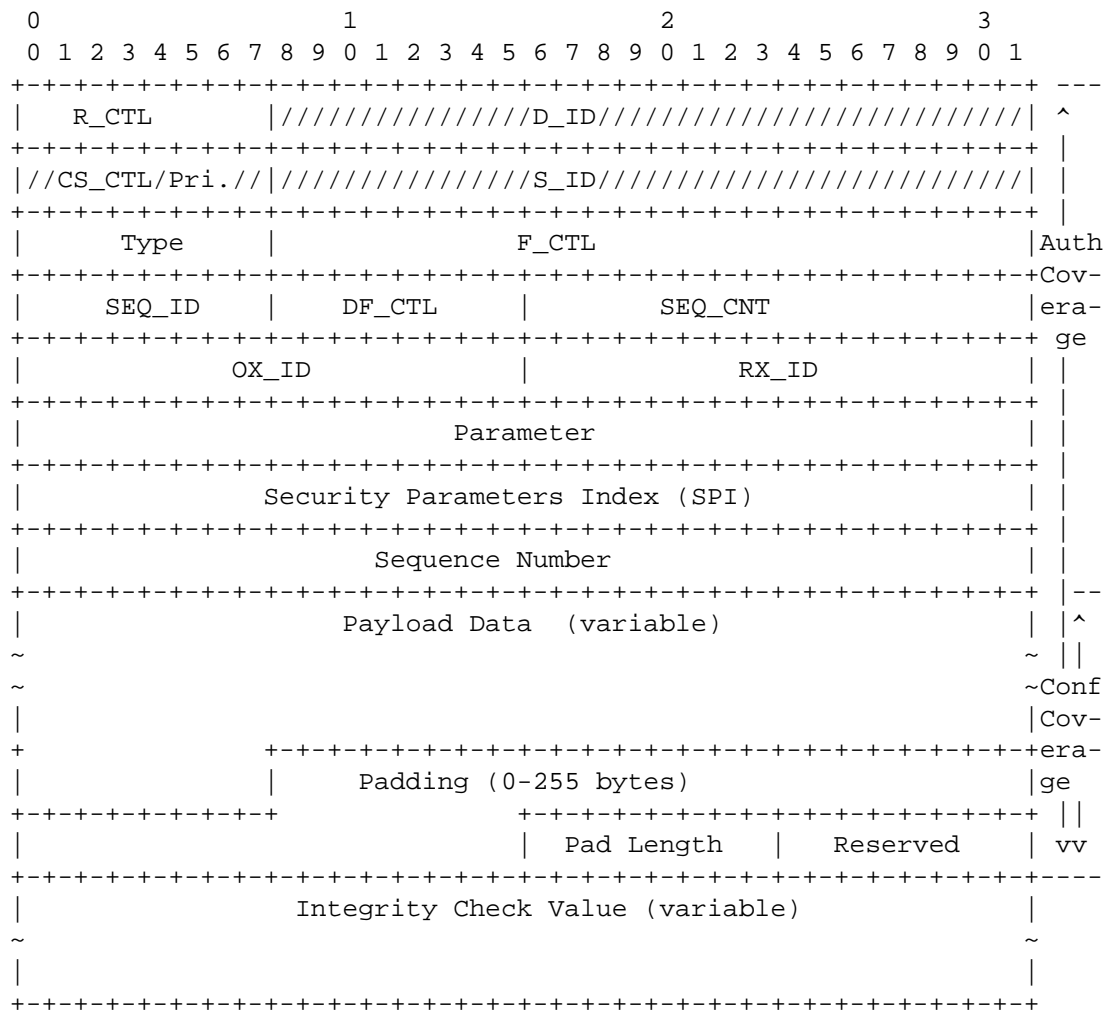 0                   1                   2                   3
 0 1 2 3 4 5 6 7 8 9 0 1 2 3 4 5 6 7 8 9 0 1 2 3 4 5 6 7 8 9 0 1
+-+-+-+-+-+-+-+-+-+-+-+-+-+-+-+-+-+-+-+-+-+-+-+-+-+-+-+-+-+-+-+-+ ---
|   R_CTL       |////////////////D_ID///////////////////////////| ^
+-+-+-+-+-+-+-+-+-+-+-+-+-+-+-+-+-+-+-+-+-+-+-+-+-+-+-+-+-+-+-+-+ |
|//CS_CTL/Pri.//|////////////////S_ID///////////////////////////| |
+-+-+-+-+-+-+-+-+-+-+-+-+-+-+-+-+-+-+-+-+-+-+-+-+-+-+-+-+-+-+-+-+ |
|      Type     |               F_CTL                           |Auth
+-+-+-+-+-+-+-+-+-+-+-+-+-+-+-+-+-+-+-+-+-+-+-+-+-+-+-+-+-+-+-+-+Cov-
|     SEQ_ID    |    DF_CTL     |        SEQ_CNT                |era-
+-+-+-+-+-+-+-+-+-+-+-+-+-+-+-+-+-+-+-+-+-+-+-+-+-+-+-+-+-+-+-+-+ ge
|             OX_ID             |             RX_ID             | |
+-+-+-+-+-+-+-+-+-+-+-+-+-+-+-+-+-+-+-+-+-+-+-+-+-+-+-+-+-+-+-+-+ |
|                           Parameter                           | |
+-+-+-+-+-+-+-+-+-+-+-+-+-+-+-+-+-+-+-+-+-+-+-+-+-+-+-+-+-+-+-+-+ |
|               Security Parameters Index (SPI)                 | |
+-+-+-+-+-+-+-+-+-+-+-+-+-+-+-+-+-+-+-+-+-+-+-+-+-+-+-+-+-+-+-+-+ |
|                      Sequence Number                          | |
+-+-+-+-+-+-+-+-+-+-+-+-+-+-+-+-+-+-+-+-+-+-+-+-+-+-+-+-+-+-+-+-+ |--
|                    Payload Data  (variable)                   | |^
~                                                               ~ ||
~                                                               ~Conf
|                                                               |Cov-
+               +-+-+-+-+-+-+-+-+-+-+-+-+-+-+-+-+-+-+-+-+-+-+-+-+era-
|               |     Padding (0-255 bytes)                     |ge
+-+-+-+-+-+-+-+-+               +-+-+-+-+-+-+-+-+-+-+-+-+-+-+-+-+ ||
|                               |  Pad Length   |   Reserved    | vv
+-+-+-+-+-+-+-+-+-+-+-+-+-+-+-+-+-+-+-+-+-+-+-+-+-+-+-+-+-+-+-+-+----
|                 Integrity Check Value (variable)              |
~                                                               ~
|                                                               |
+-+-+-+-+-+-+-+-+-+-+-+-+-+-+-+-+-+-+-+-+-+-+-+-+-+-+-+-+-+-+-+-+